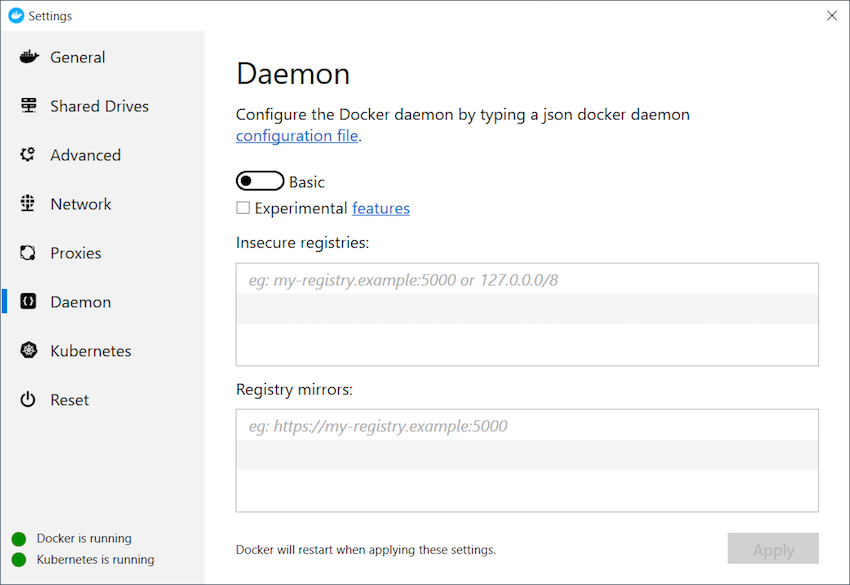 Settings
General
Shared Drives
Advanced
Network
Proxies
Daemon
Kubernetes
Reset
Docker is running
Kubernetes is running
Daemon
Configure the Docker daemon by typing a json docker daemon
configuration file.
Basic
Experimental features
Insecure registries:
eg: my-registry.example:5000 or 127.0.0.0/8
Registry mirrors:
eg: https://my-registry.example:5000
Docker will restart when applying these settings.
Apply